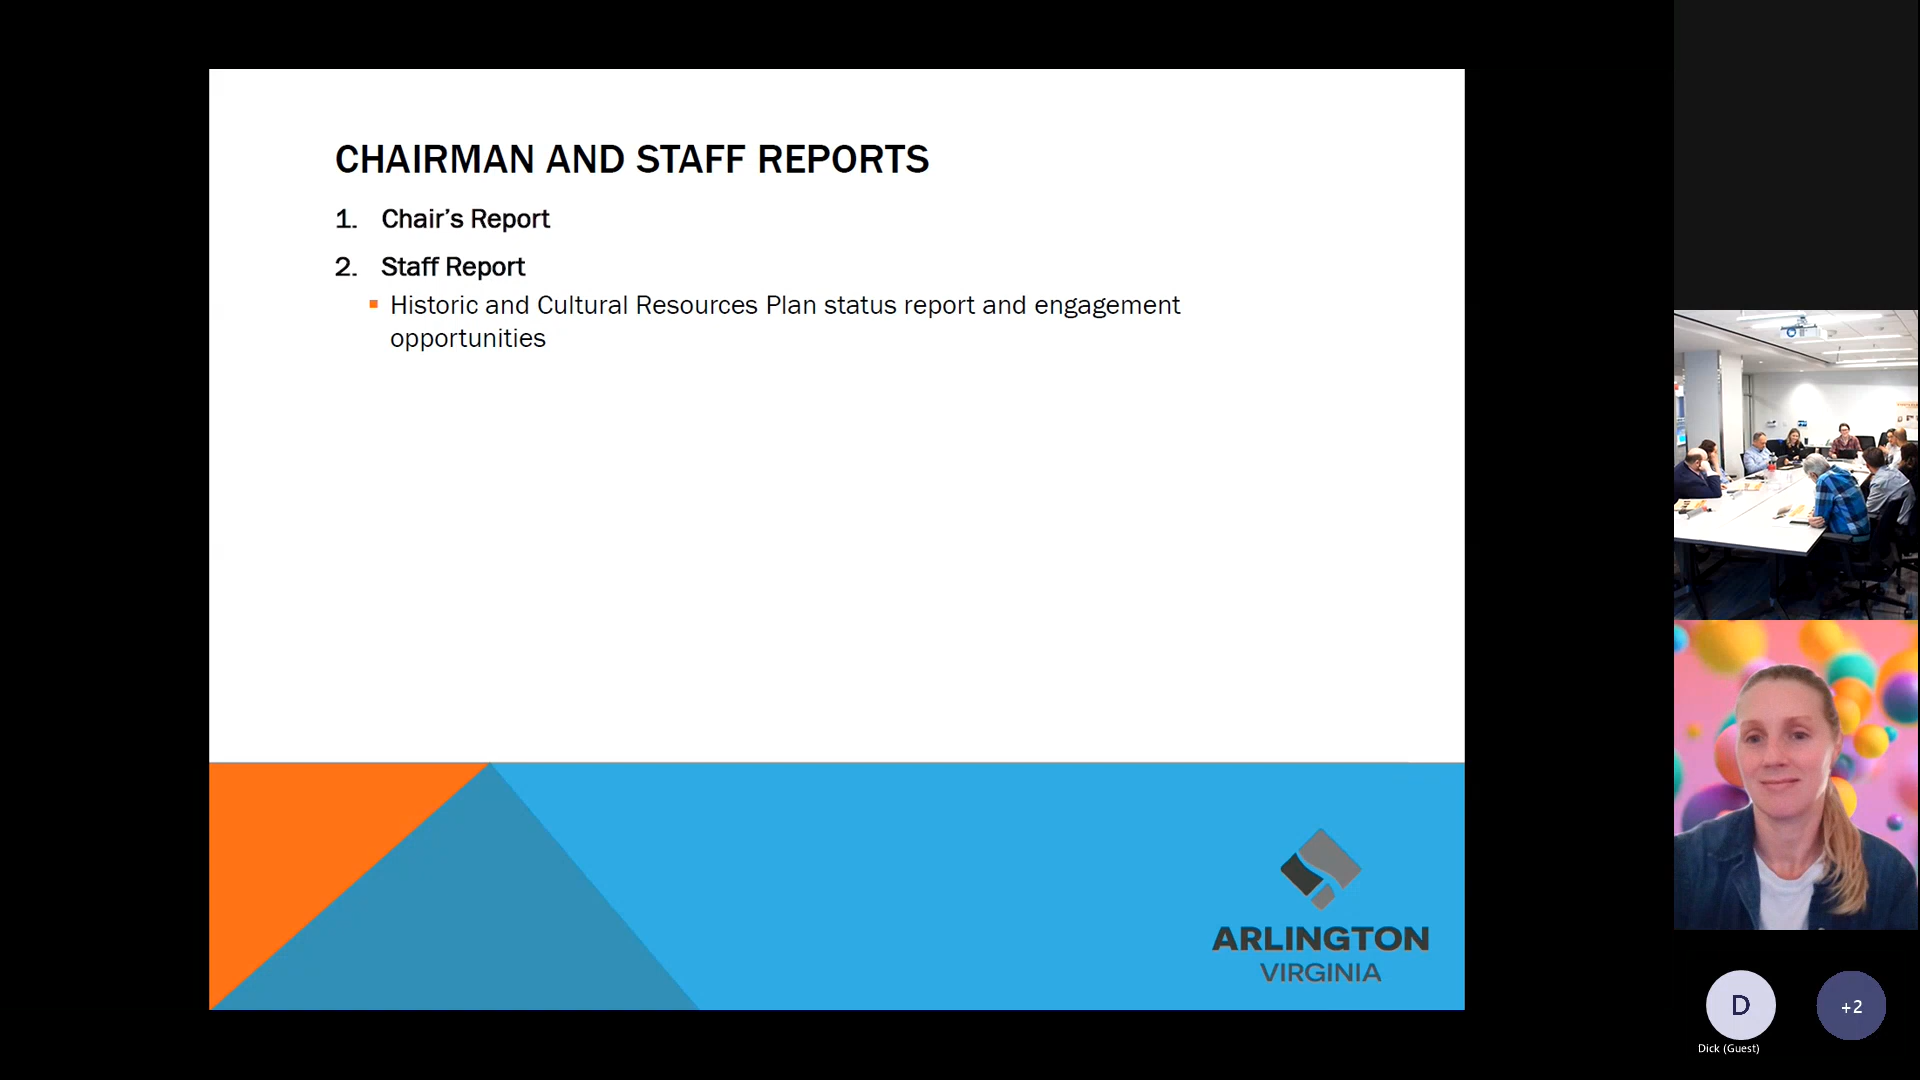 CHAIRMAN AND STAFF REPORTS
1. Chair's Report
2. Staff Report
▪ Historic and Cultural Resources Plan status report and engagement
opportunities
ARLINGTON
VIRGINIA
D
+2
Dick (Guest)